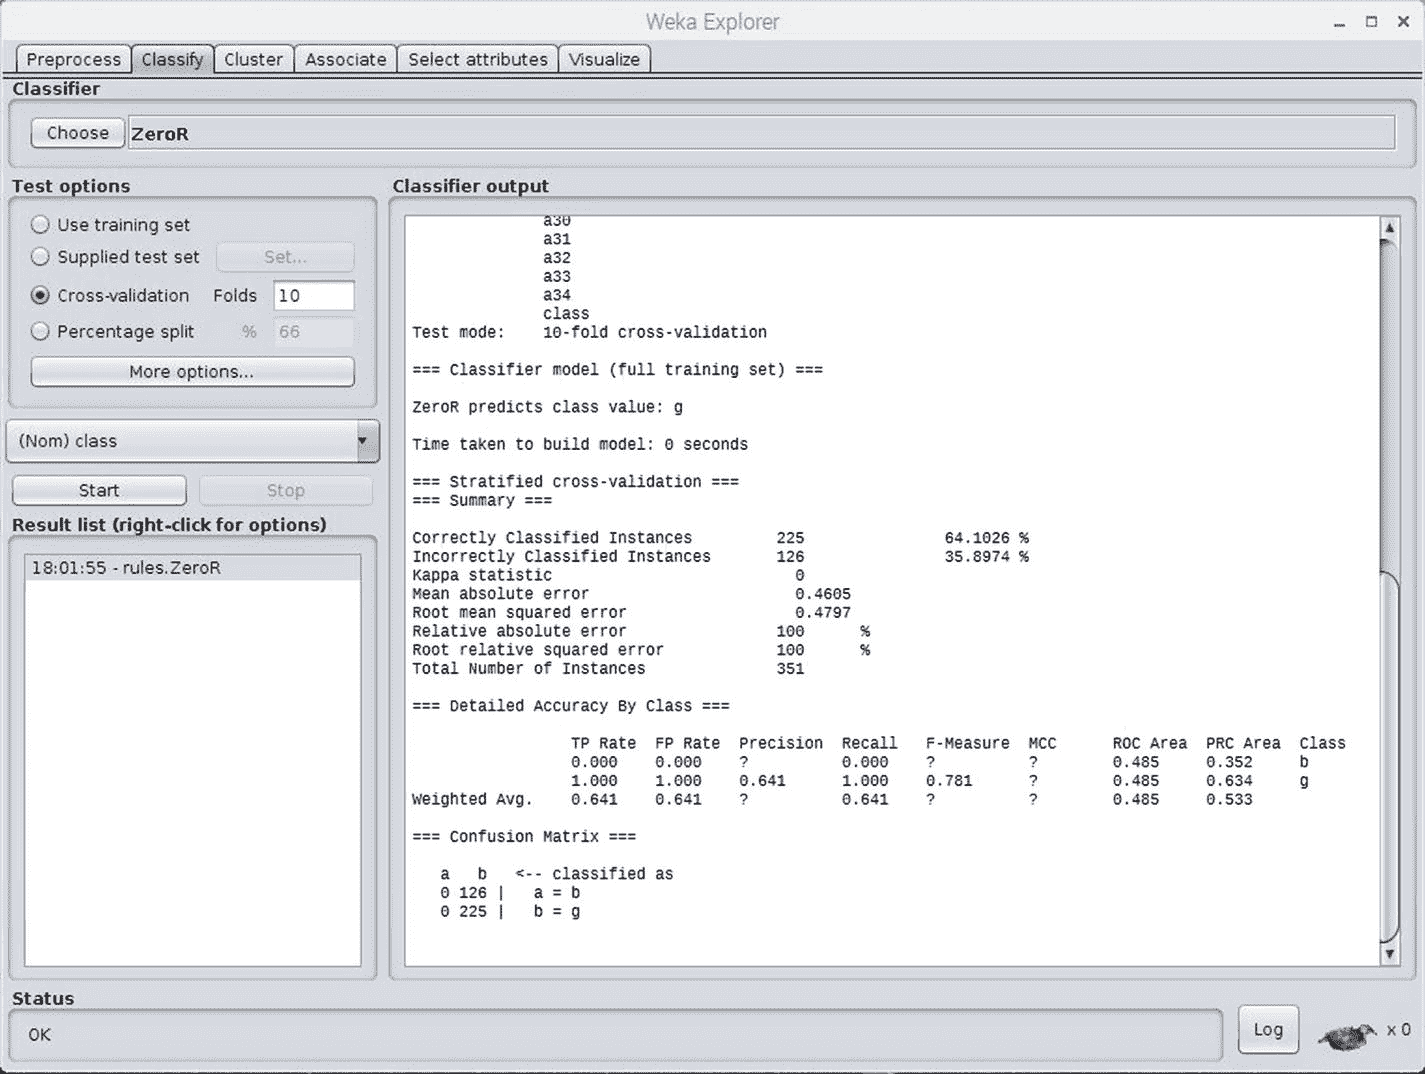 Weka Explorer
Preprocess Classify Cluster Associate Select attributes Visualize
Classifier
Choose ZeroR
Test options
Use training set
Supplied test set Set...
Cross-validation Folds 10
Percentage split % 66
More options...
(Nom) class
Start Stop
Result list (right-click for options)
18:01:55 - rules.ZeroR
Classifier output
a30
a31
a32
a33
a34
class
Test mode: 10-fold cross-validation
=== Classifier model (full training set) ===
ZeroR predicts class value: g
Time taken to build model: 0 seconds
=== Stratified cross-validation ===
=== Summary ===
Correctly Classified Instances 225 64.1026 %
Incorrectly Classified Instances 126 35.8974 %
Kappa statistic 0
Mean absolute error 0.4605
Root mean squared error 0.4797
Relative absolute error 100 %
Root relative squared error 100 %
Total Number of Instances 351
=== Detailed Accuracy By Class ===
TP Rate FP Rate Precision Recall F-Measure MCC ROC Area PRC Area Class
0.000 0.000 ? 0.000 ? ? 0.485 0.352 b
1.000 1.000 0.641 1.000 0.781 ? 0.485 0.634 g
Weighted Avg. 0.641 0.641 ? 0.641 ? ? 0.485 0.533
=== Confusion Matrix ===
a b <-- classified as
0 126 | a = b
0 225 | b = g
Status
OK
Log x 0